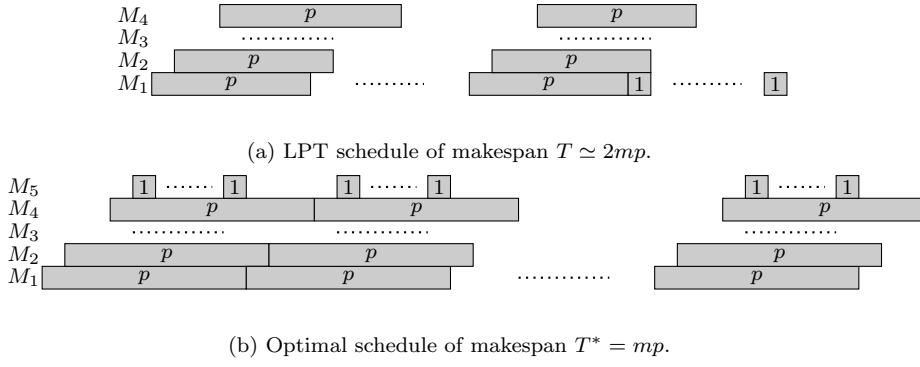 M₄ p p
M₃ ............ ............
M₂ p p
M₁ p ......... p 1 ......... 1
(a) LPT schedule of makespan T ≃ 2mp.
M₅ 1 ...... 1 1 ...... 1 1 ...... 1
M₄ p p p
M₃ ............ ............ ............
M₂ p p p
M₁ p p ............ p
(b) Optimal schedule of makespan T* = mp.